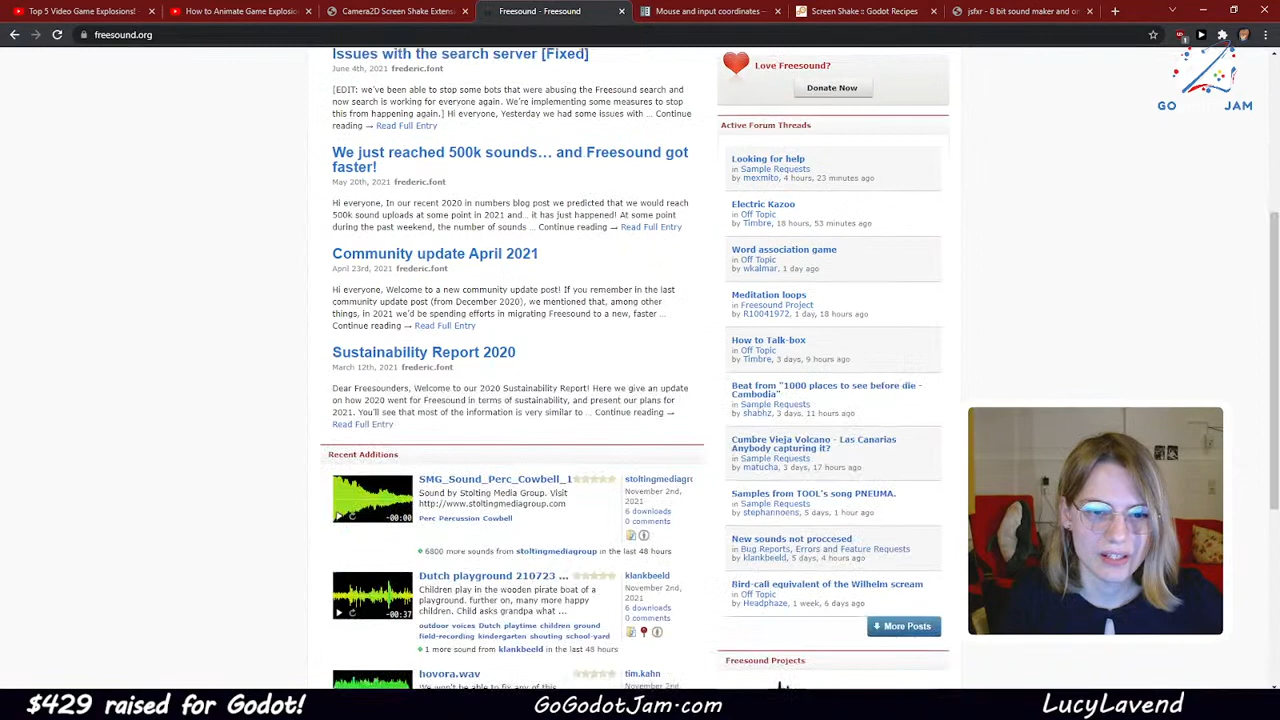 Top 5 Video Games Explosions!
How to Animate Game Explosio
Camera2D Screen Shake Extens
Freesound - Freesound
Mouse and input coordinates —
Screen Shake :: Godot Recipes
jsfxr - 8 bit sound maker and on
freesound.org
GO GODOT JAM
Issues with the search server [Fixed]
June 4th, 2021 frederic.font
[EDIT: we've been able to stop some bots that were abusing the Freesound search and
now search is working for everyone again. We're implementing some measures to stop
this from happening again.] Hi everyone, Yesterday we had some issues with ... Continue
reading → Read Full Entry
We just reached 500k sounds... and Freesound got
faster!
May 20th, 2021 frederic.font
Hi everyone, In our recent 2020 in numbers blog post we predicted that we would reach
500k sound uploads at some point in 2021 and... it has just happened! At some point
during the past weekend, the number of sounds ... Continue reading → Read Full Entry
Community update April 2021
April 23rd, 2021 frederic.font
Hi everyone, Welcome to a new community update post! If you remember in the last
community update post (from December 2020), we mentioned that, among other
things, in 2021 we'd be spending efforts in migrating Freesound to a new, faster ...
Continue reading → Read Full Entry
Sustainability Report 2020
March 12th, 2021 frederic.font
Dear Freesounders, Welcome to our 2020 Sustainability Report! Here we give an update
on how 2020 went for Freesound in terms of sustainability, and present our plans for
2021. You'll see that most of the information is very similar to ... Continue reading →
Read Full Entry
Recent Additions
SMG_Sound_Perc_Cowbell_1
Sound by Stolting Media Group. Visit
http://www.stoltingmediagroup.com
Perc Percussion Cowbell
-00:00
stoltingmediagr
November 2nd,
2021
6 downloads
0 comments
6800 more sounds from stoltingmediagroup in the last 48 hours
Dutch playground 210723 ...
Children play in the wooden pirate boat of a
playground. further on, many more happy
children. Child asks grandpa what ...
outdoor voices Dutch playtime children ground
field-recording kindergarten shouting school-yard
-00:37
klankbeeld
November 2nd,
2021
6 downloads
0 comments
1 more sound from klankbeeld in the last 48 hours
hovora.wav
We won't be able to fix any of this
tim.kahn
November 2nd,
Love Freesound?
Donate Now
Active Forum Threads
Looking for help
in Sample Requests
by mexmito, 4 hours, 23 minutes ago
Electric Kazoo
in Off Topic
by Timbre, 18 hours, 53 minutes ago
Word association game
in Off Topic
by wkalmar, 1 day ago
Meditation loops
in Freesound Project
by R10041972, 1 day, 18 hours ago
How to Talk-box
in Off Topic
by Timbre, 3 days, 9 hours ago
Beat from "1000 places to see before die -
Cambodia"
in Sample Requests
by shabhz, 3 days, 11 hours ago
Cumbre Vieja Volcano - Las Canarias
Anybody capturing it?
in Sample Requests
by matucha, 3 days, 17 hours ago
Samples from TOOL's song PNEUMA.
in Sample Requests
by stephannoens, 5 days, 1 hour ago
New sounds not proccesed
in Bug Reports, Errors and Feature Requests
by klankbeeld, 5 days, 4 hours ago
Bird-call equivalent of the Wilhelm scream
in Off Topic
by Headphaze, 1 week, 6 days ago
More Posts
Freesound Projects
$429 raised for Godot!
GoGodotJam.com
LucyLavend